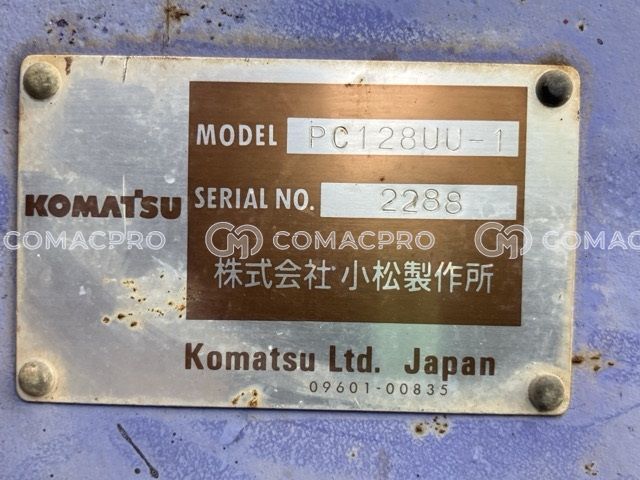 MODEL PC128UU-1
KOMATSU
SERIAL NO. 2288
COMACPRO COMACPRO COMACPRO
株式会社 小松製作所
Komatsu Ltd. Japan
09601-00835